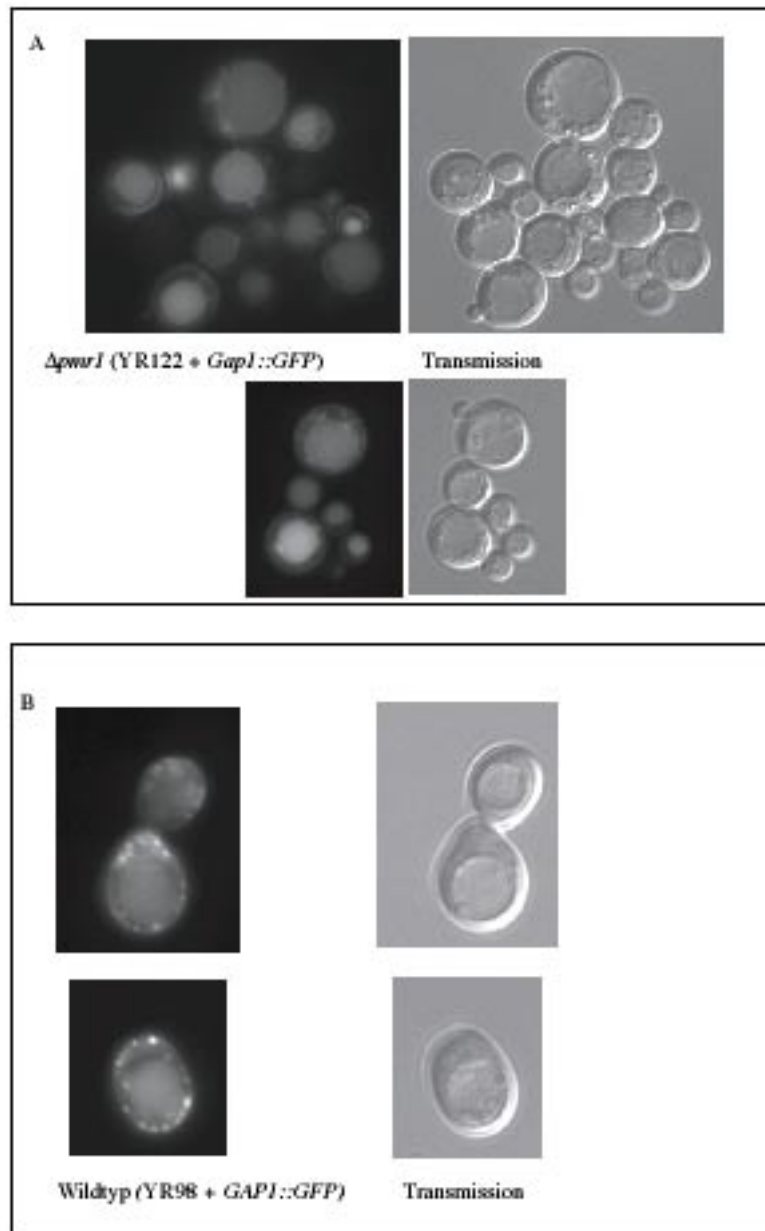 A
Δpmr1 (YR122 + Gap1::GFP) Transmission
B
Wildtyp (YR98 + GAP1::GFP) Transmission